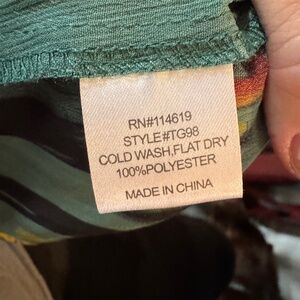 RN#114619
STYLE#TG98
COLD WASH,FLAT DRY
100%POLYESTER
MADE IN CHINA